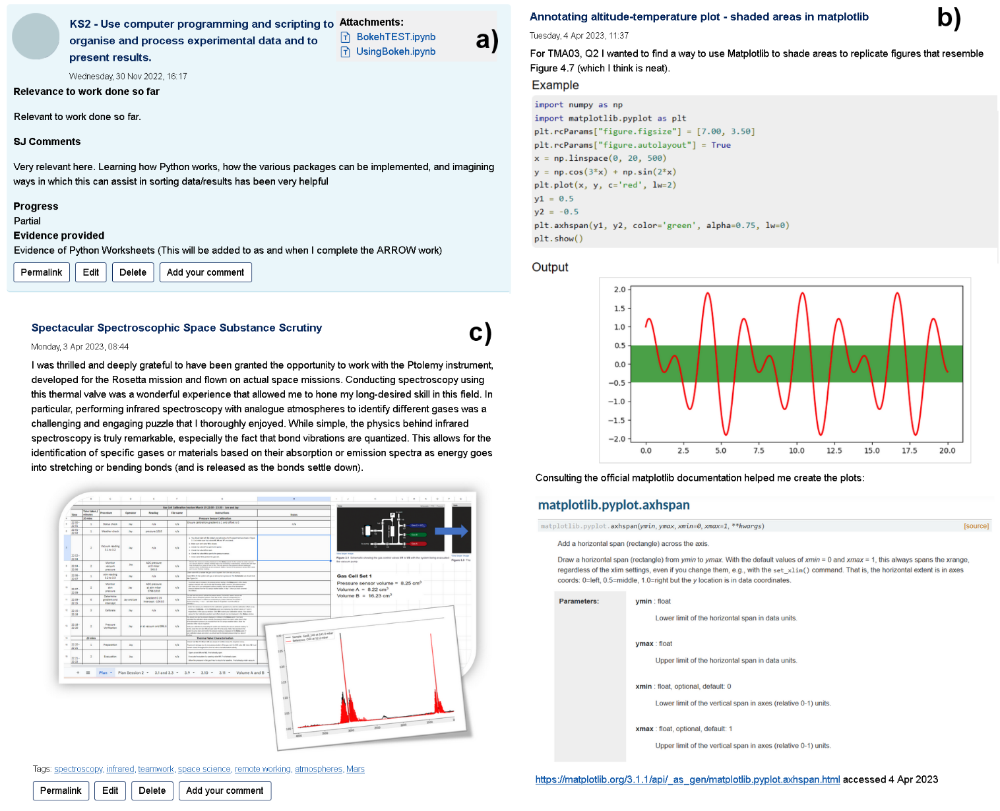 KS2 - Use computer programming and scripting to
organise and process experimental data and to
present results.
Wednesday, 30 Nov 2022, 16:17
Attachments:
BokehTEST.ipynb
UsingBokeh.ipynb
a)
Relevance to work done so far
Relevant to work done so far.
SJ Comments
Very relevant here. Learning how Python works, how the various packages can be implemented, and imagining
ways in which this can assist in sorting data/results has been very helpful
Progress
Partial
Evidence provided
Evidence of Python Worksheets (This will be added to as and when I complete the ARROW work)
Permalink
Edit
Delete
Add your comment
Annotating altitude-temperature plot - shaded areas in matplotlib
b)
Tuesday, 4 Apr 2023, 11:37
For TMA03, Q2 I wanted to find a way to use Matplotlib to shade areas to replicate figures that resemble
Figure 4.7 (which I think is neat).
Example
import numpy as np
import matplotlib.pyplot as plt
plt.rcParams["figure.figsize"] = [7.00, 3.50]
plt.rcParams["figure.autolayout"] = True
x = np.linspace(0, 20, 500)
y = np.cos(3*x) + np.sin(2*x)
plt.plot(x, y, c='red', lw=2)
y1 = 0.5
y2 = -0.5
plt.axhspan(y1, y2, color='green', alpha=0.75, lw=0)
plt.show()
Output
2.0
1.5
1.0
0.5
0.0
−0.5
−1.0
−1.5
−2.0
0.0 2.5 5.0 7.5 10.0 12.5 15.0 17.5 20.0
Consulting the official matplotlib documentation helped me create the plots:
matplotlib.pyplot.axhspan
matplotlib.pyplot.axhspan(ymin, ymax, xmin=0, xmax=1, **kwargs) [source]
Add a horizontal span (rectangle) across the axis.
Draw a horizontal span (rectangle) from ymin to ymax. With the default values of xmin = 0 and xmax = 1, this always spans the xrange,
regardless of the xlim settings, even if you change them, e.g., with the set_xlim() command. That is, the horizontal extent is in axes
coords: 0=left, 0.5=middle, 1.0=right but the y location is in data coordinates.
Parameters:
ymin : float
Lower limit of the horizontal span in data units.
ymax : float
Upper limit of the horizontal span in data units.
xmin : float, optional, default: 0
Lower limit of the vertical span in axes (relative 0-1) units.
xmax : float, optional, default: 1
Upper limit of the vertical span in axes (relative 0-1) units.
https://matplotlib.org/3.1.1/api/_as_gen/matplotlib.pyplot.axhspan.html accessed 4 Apr 2023
Spectacular Spectroscophic Space Substance Scrutiny
c)
Monday, 3 Apr 2023, 08:44
I was thrilled and deeply grateful to have been granted the opportunity to work with the Ptolemy instrument,
developed for the Rosetta mission and flown on actual space missions. Conducting spectroscopy using
this thermal valve was a wonderful experience that allowed me to hone my long-desired skill in this field. In
particular, performing infrared spectroscopy with analogue atmospheres to identify different gases was a
challenging and engaging puzzle that I thoroughly enjoyed. While simple, the physics behind infrared
spectroscopy is truly remarkable, especially the fact that bond vibrations are quantized. This allows for the
identification of specific gases or materials based on their absorption or emission spectra as energy goes
into stretching or bending bonds (and is released as the bonds settle down).
Time
Procedure
Operator
Reading
File name
Instructions
Notes
Pressure Sensor Calibration
Thermal Valve Characterisation
Gas Cell Set 1
Pressure sensor volume = 8.25 cm³
Volume A = 8.22 cm³
Volume B = 16.23 cm³
Plan
Plan Session 2
3.1 and 3.3
3.9
3.10
3.11
Volume A and B
Tags: spectroscopy, infrared, teamwork, space science, remote working, atmospheres, Mars
Permalink
Edit
Delete
Add your comment